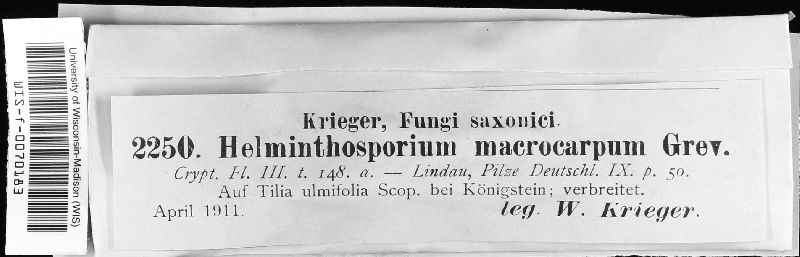 University of Wisconsin-Madison (WIS)
WIS-f-0070183
Krieger, Fungi saxonici.
2250. Helminthosporium macrocarpum Grev.
Crypt. Fl. III. t. 148. a. — Lindau, Pilze Deutschl. IX. p. 50.
Auf Tilia ulmifolia Scop. bei Königstein; verbreitet.
April 1911. leg. W. Krieger.